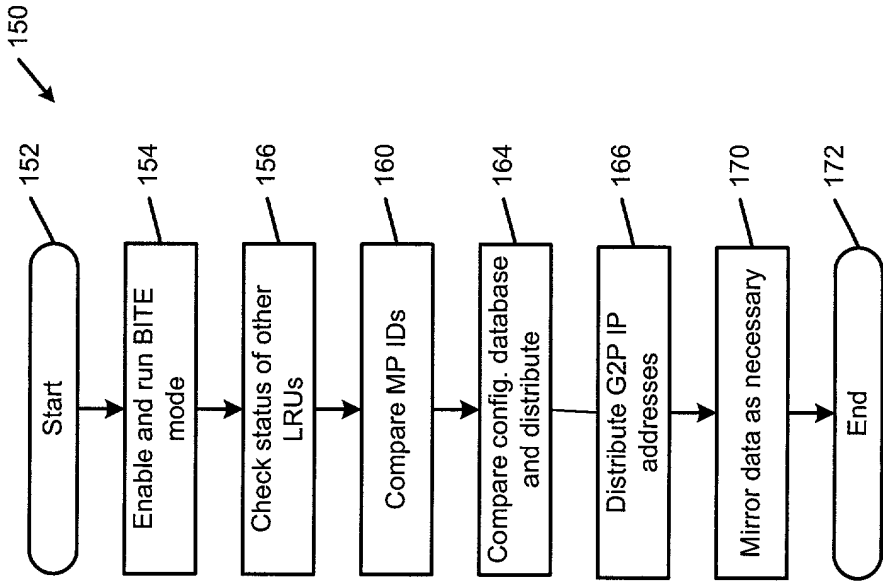 150
152
Start
154
Enable and run BITE
mode
156
Check status of other
LRUs
160
Compare MP IDs
164
Compare config. database
and distribute
166
Distribute G2P IP
addresses
170
Mirror data as necessary
172
End